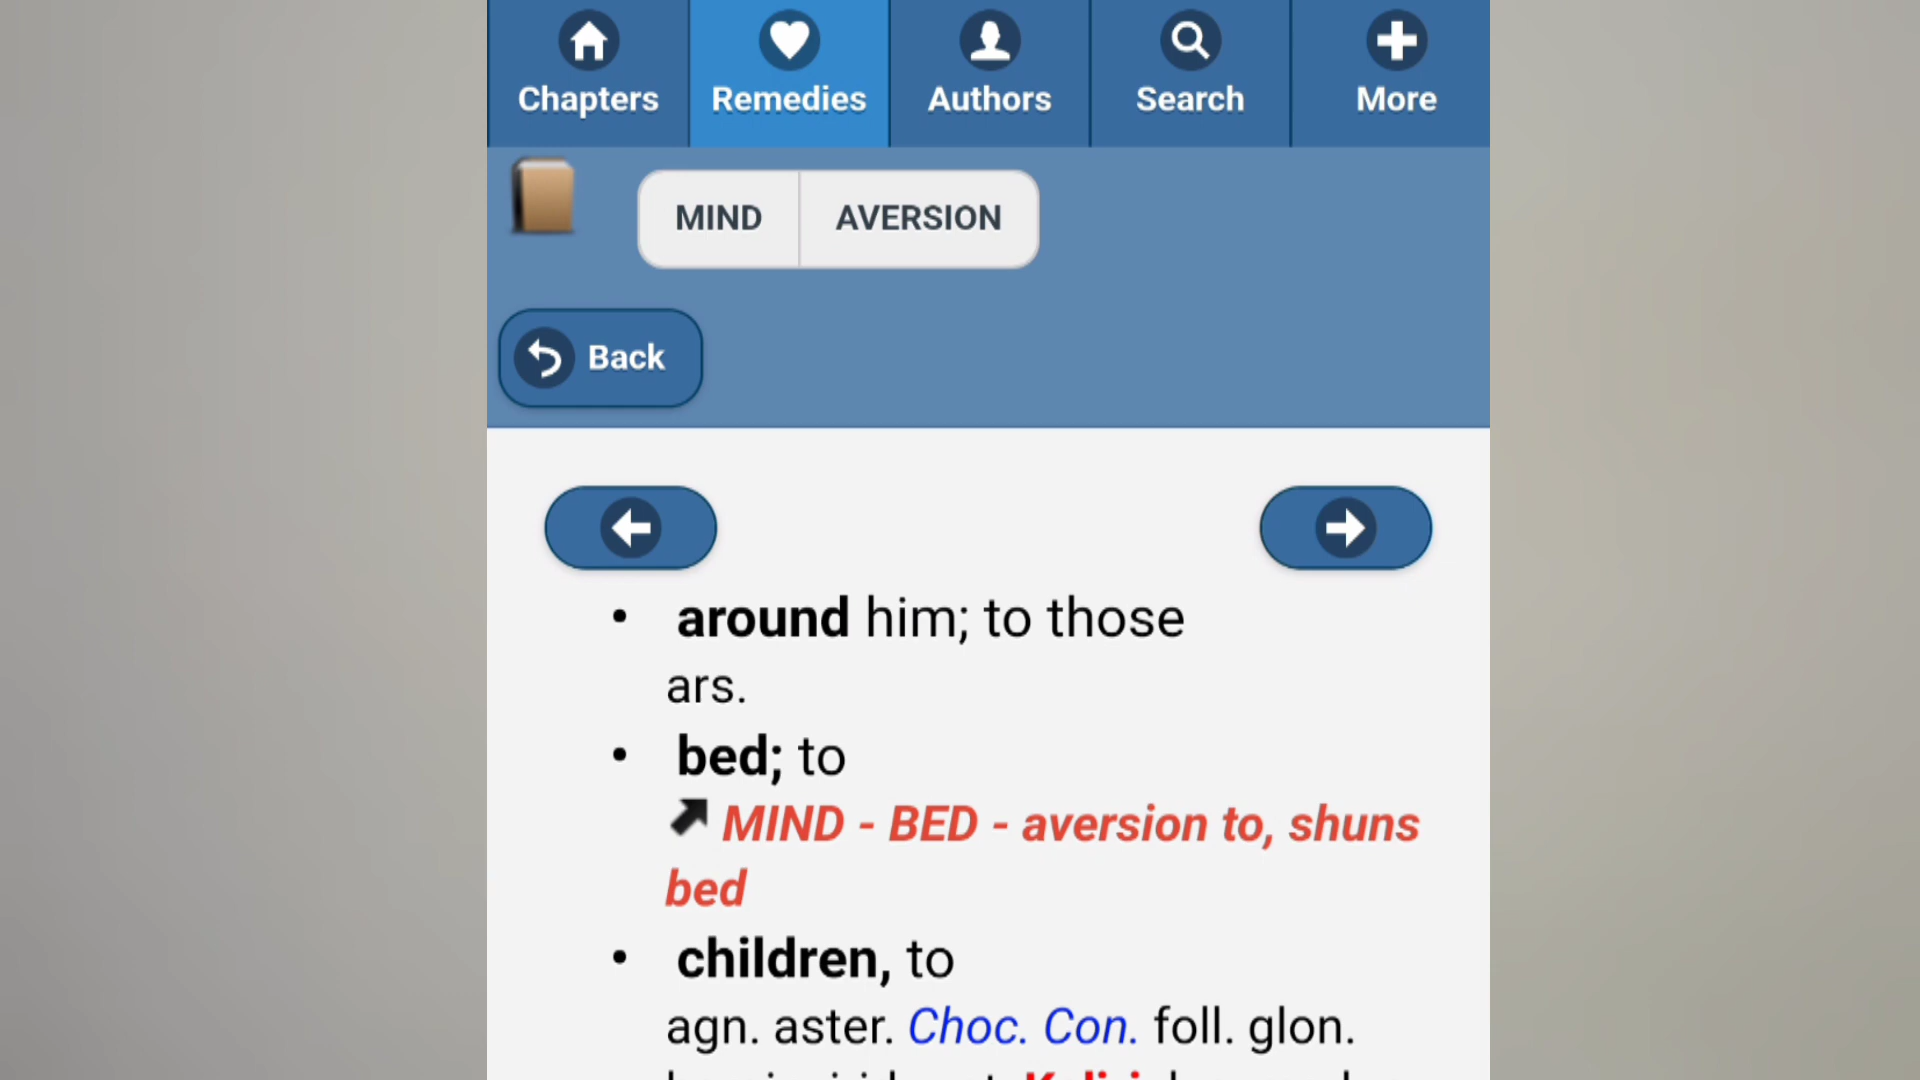 Chapters Remedies Authors Search More
MIND AVERSION
Back
• around him; to those
ars.
• bed; to
MIND - BED - aversion to, shuns
bed
• children, to
agn. aster. Choc. Con. foll. glon.